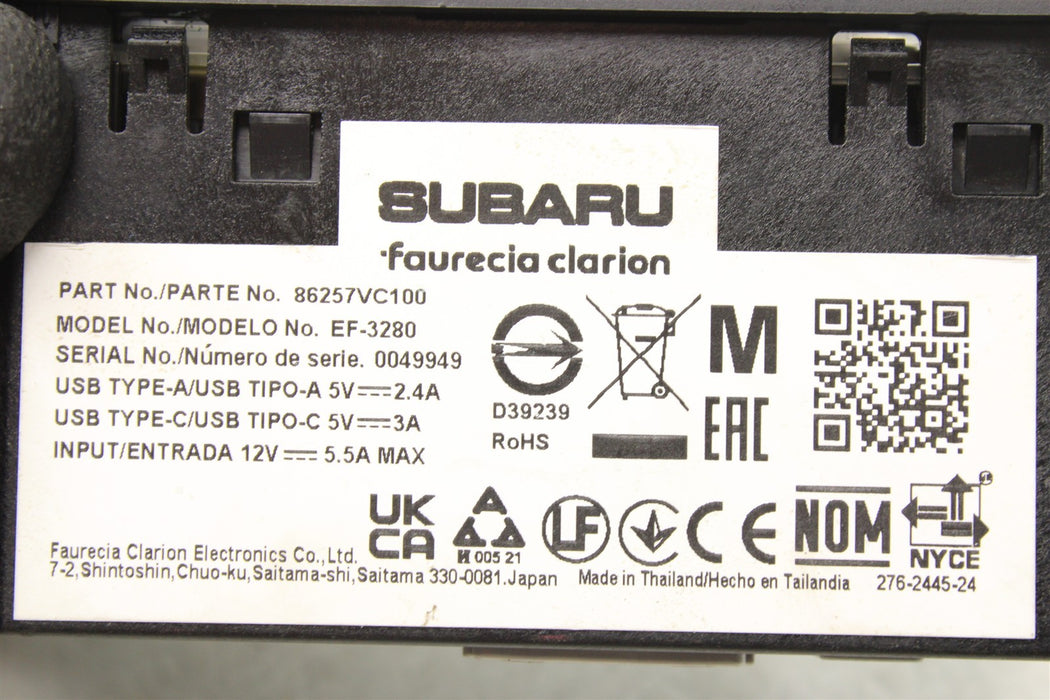 SUBARU
faurecia clarion
PART No./PARTE No. 86257VC100
MODEL No./MODELO No. EF-3280
SERIAL No./Número de serie. 0049949
USB TYPE-A/USB TIPO-A 5V⎓2.4A
USB TYPE-C/USB TIPO-C 5V⎓3A
INPUT/ENTRADA 12V⎓5.5A MAX
D39239
RoHS
M
EAC
UK
CA
005 21
LF
CE
NOM
NYCE
Faurecia Clarion Electronics Co.,Ltd.
7-2,Shintoshin,Chuo-ku,Saitama-shi,Saitama 330-0081.Japan
Made in Thailand/Hecho en Tailandia
276-2445-24